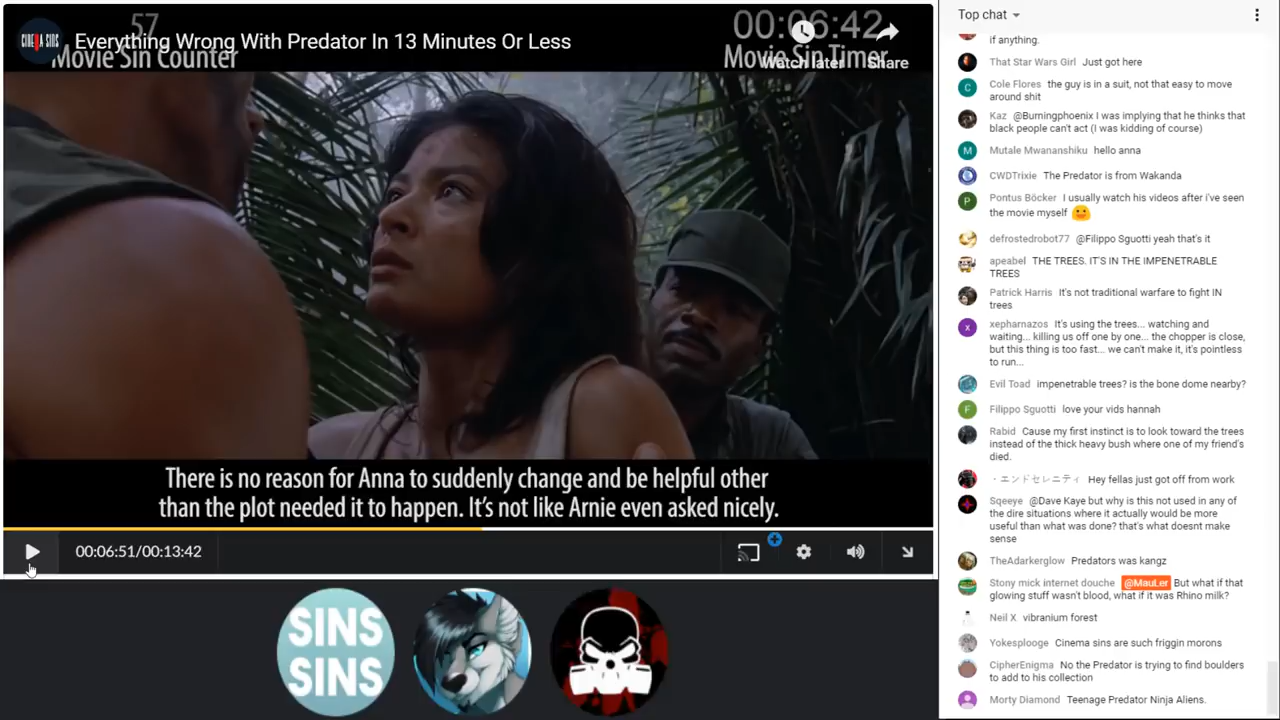 57
00:06:42
CINEMA SINS
Everything Wrong With Predator In 13 Minutes Or Less
Movie Sin Counter
Movie Sin Timer
Watch later
Share
There is no reason for Anna to suddenly change and be helpful other
than the plot needed it to happen. It's not like Arnie even asked nicely.
00:06:51/00:13:42
SINS
SINS
Top chat
if anything.
That Star Wars Girl Just got here
Cole Flores the guy is in a suit, not that easy to move
around shit
Kaz @Burningphoenix I was implying that he thinks that
black people can't act (I was kidding of course)
M
Mutale Mwananshiku hello anna
CWDTrixie The Predator is from Wakanda
P
Pontus Böcker I usually watch his videos after i've seen
the movie myself
defrostedrobot77 @Filippo Sguotti yeah that's it
apeabel THE TREES. IT'S IN THE IMPENETRABLE
TREES
Patrick Harris It's not traditional warfare to fight IN
trees
x
xepharnazos It's using the trees... watching and
waiting... killing us off one by one... the chopper is close,
but this thing is too fast... we can't make it, it's pointless
to run...
Evil Toad impenetrable trees? is the bone dome nearby?
F
Filippo Sguotti love your vids hannah
Rabid Cause my first instinct is to look toward the trees
instead of the thick heavy bush where one of my friend's
died.
・エンドセレニティ Hey fellas just got off from work
Sqeeye @Dave Kaye but why is this not used in any of
the dire situations where it actually would be more
useful than what was done? that's what doesnt make
sense
TheAdarkerglow Predators was kangz
Stony mick internet douche @MauLer But what if that
glowing stuff wasn't blood, what if it was Rhino milk?
Neil X vibranium forest
Yokesplooge Cinema sins are such friggin morons
CipherEnigma No the Predator is trying to find boulders
to add to his collection
Morty Diamond Teenage Predator Ninja Aliens.